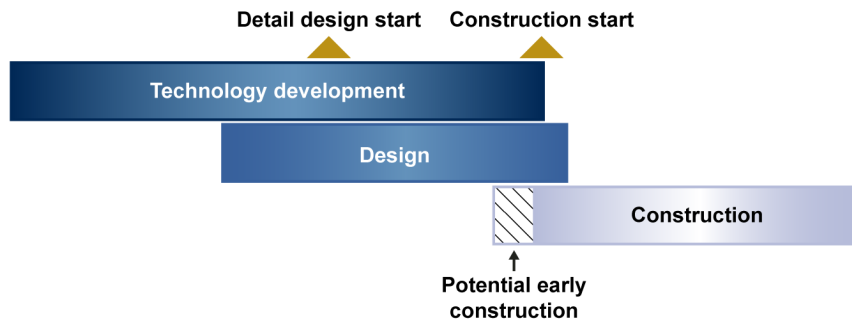 Detail design start
Construction start
Technology development
Design
Construction
Potential early
construction